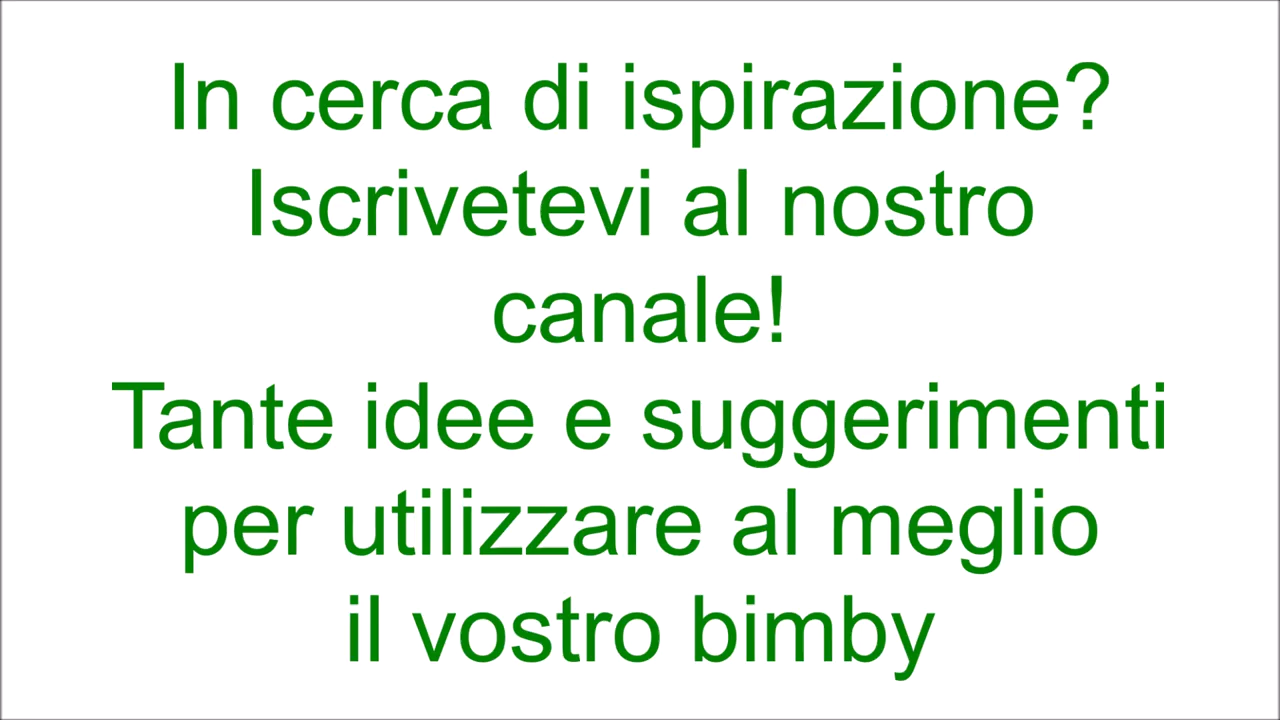 In cerca di ispirazione?
Iscrivetevi al nostro
canale!
Tante idee e suggerimenti
per utilizzare al meglio
il vostro bimby